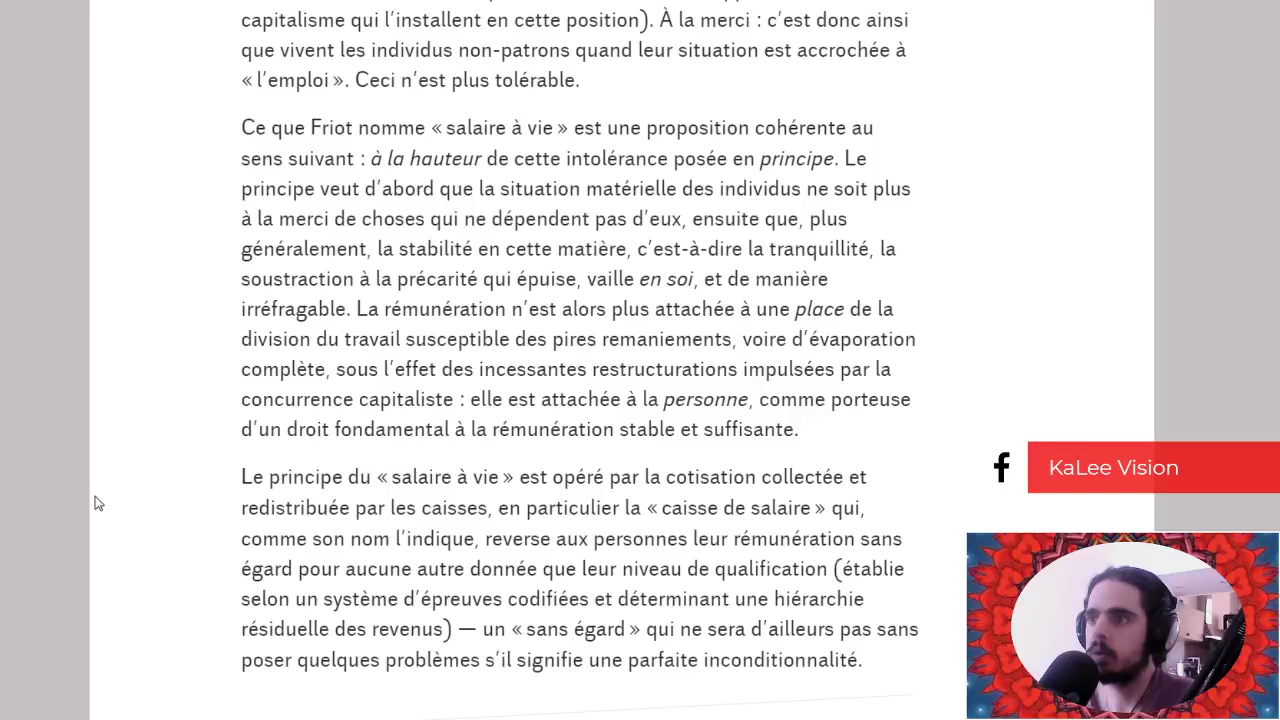 capitalisme qui l’installent en cette position). À la merci : c’est donc ainsi
que vivent les individus non-patrons quand leur situation est accrochée à
« l’emploi ». Ceci n’est plus tolérable.
Ce que Friot nomme « salaire à vie » est une proposition cohérente au
sens suivant : à la hauteur de cette intolérance posée en principe. Le
principe veut d’abord que la situation matérielle des individus ne soit plus
à la merci de choses qui ne dépendent pas d’eux, ensuite que, plus
généralement, la stabilité en cette matière, c’est-à-dire la tranquillité, la
soustraction à la précarité qui épuise, vaille en soi, et de manière
irréfragable. La rémunération n’est alors plus attachée à une place de la
division du travail susceptible des pires remaniements, voire d’évaporation
complète, sous l’effet des incessantes restructurations impulsées par la
concurrence capitaliste : elle est attachée à la personne, comme porteuse
d’un droit fondamental à la rémunération stable et suffisante.
Le principe du « salaire à vie » est opéré par la cotisation collectée et
redistribuée par les caisses, en particulier la « caisse de salaire » qui,
comme son nom l’indique, reverse aux personnes leur rémunération sans
égard pour aucune autre donnée que leur niveau de qualification (établie
selon un système d’épreuves codifiées et déterminant une hiérarchie
résiduelle des revenus) — un « sans égard » qui ne sera d’ailleurs pas sans
poser quelques problèmes s’il signifie une parfaite inconditionnalité.
KaLee Vision